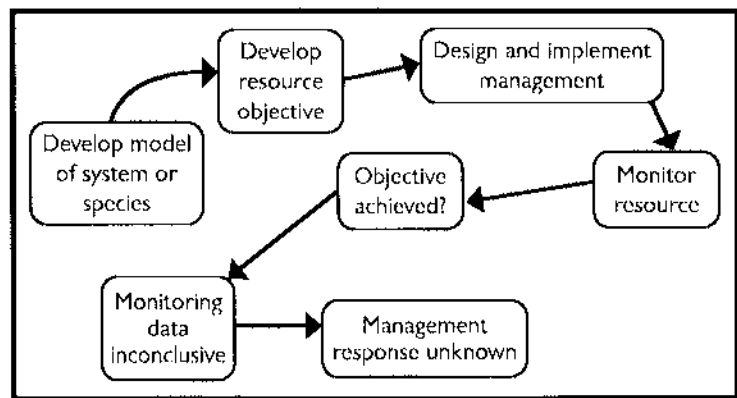 Develop model
of system or
species
Develop
resource
objective
Design and implement
management
Monitor
resource
Objective
achieved?
Monitoring
data
inconclusive
Management
response unknown